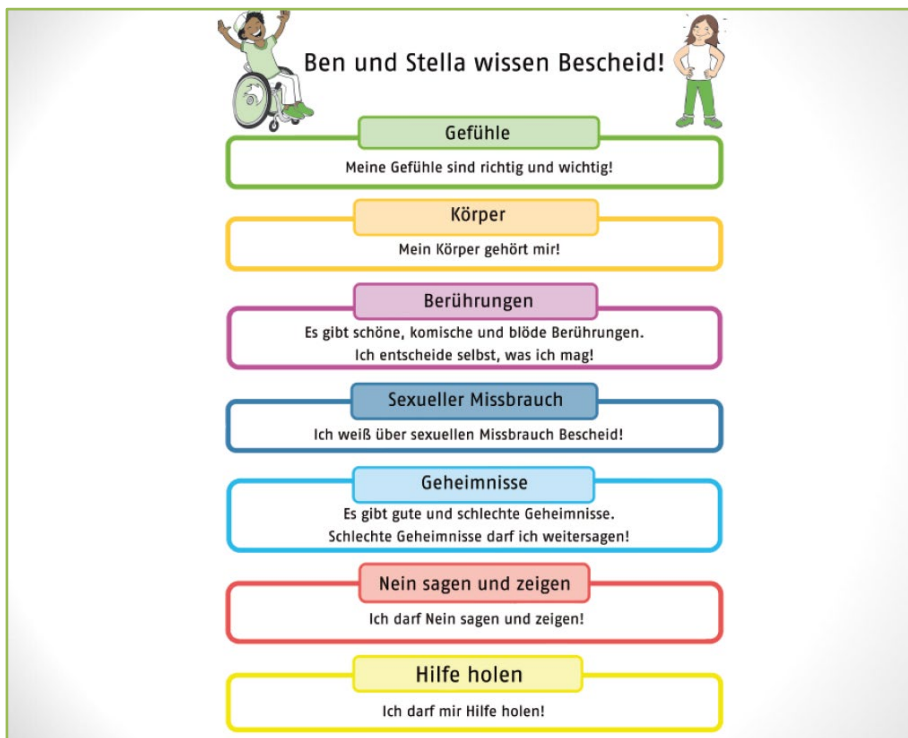 Ben und Stella wissen Bescheid!
Gefühle
Meine Gefühle sind richtig und wichtig!
Körper
Mein Körper gehört mir!
Berührungen
Es gibt schöne, komische und blöde Berührungen.
Ich entscheide selbst, was ich mag!
Sexueller Missbrauch
Ich weiß über sexuellen Missbrauch Bescheid!
Geheimnisse
Es gibt gute und schlechte Geheimnisse.
Schlechte Geheimnisse darf ich weitersagen!
Nein sagen und zeigen
Ich darf Nein sagen und zeigen!
Hilfe holen
Ich darf mir Hilfe holen!